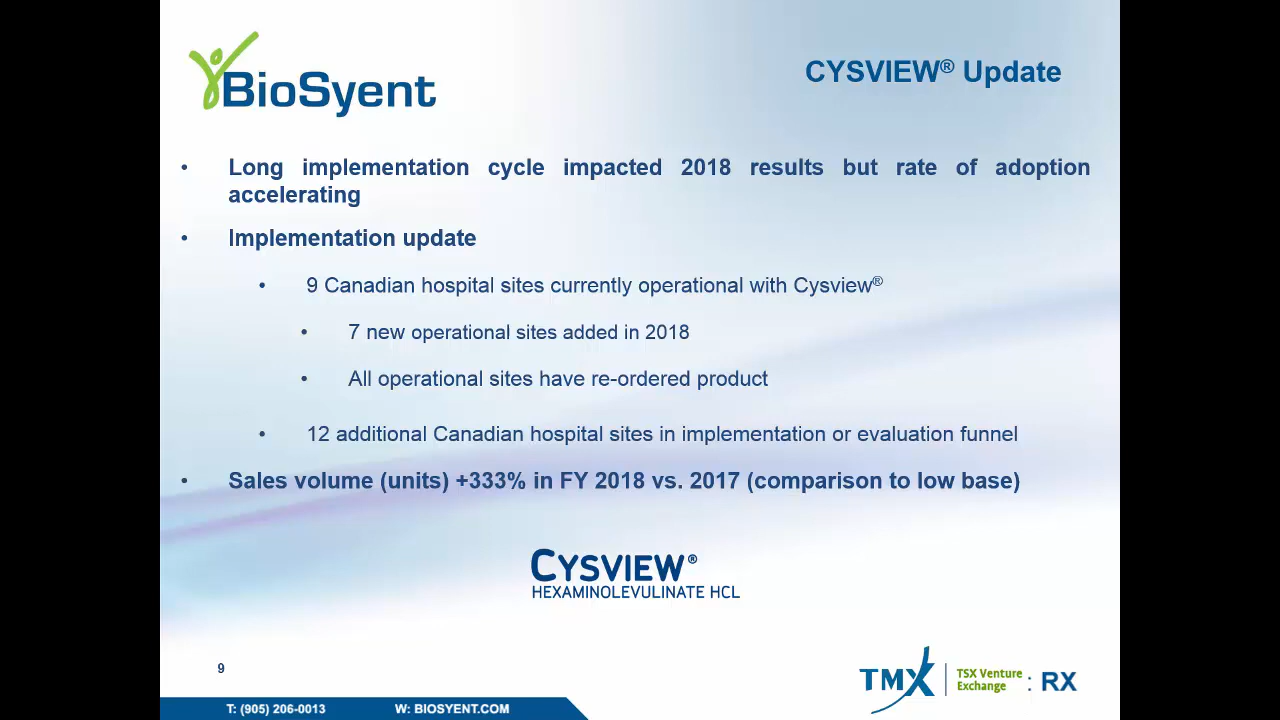 BioSyent
CYSVIEW® Update
• Long implementation cycle impacted 2018 results but rate of adoption
accelerating
• Implementation update
• 9 Canadian hospital sites currently operational with Cysview®
• 7 new operational sites added in 2018
• All operational sites have re-ordered product
• 12 additional Canadian hospital sites in implementation or evaluation funnel
• Sales volume (units) +333% in FY 2018 vs. 2017 (comparison to low base)
CYSVIEW®
HEXAMINOLEVULINATE HCL
9
TMX TSX Venture
Exchange : RX
T: (905) 206-0013 W: BIOSYENT.COM